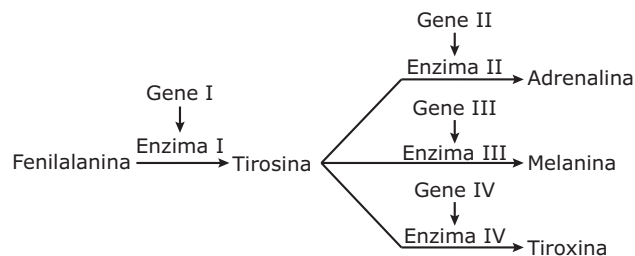 Gene II
Enzima II
Adrenalina
Gene I
Gene III
Enzima I
Enzima III
Fenilalanina
Tirosina
Melanina
Gene IV
Enzima IV
Tiroxina